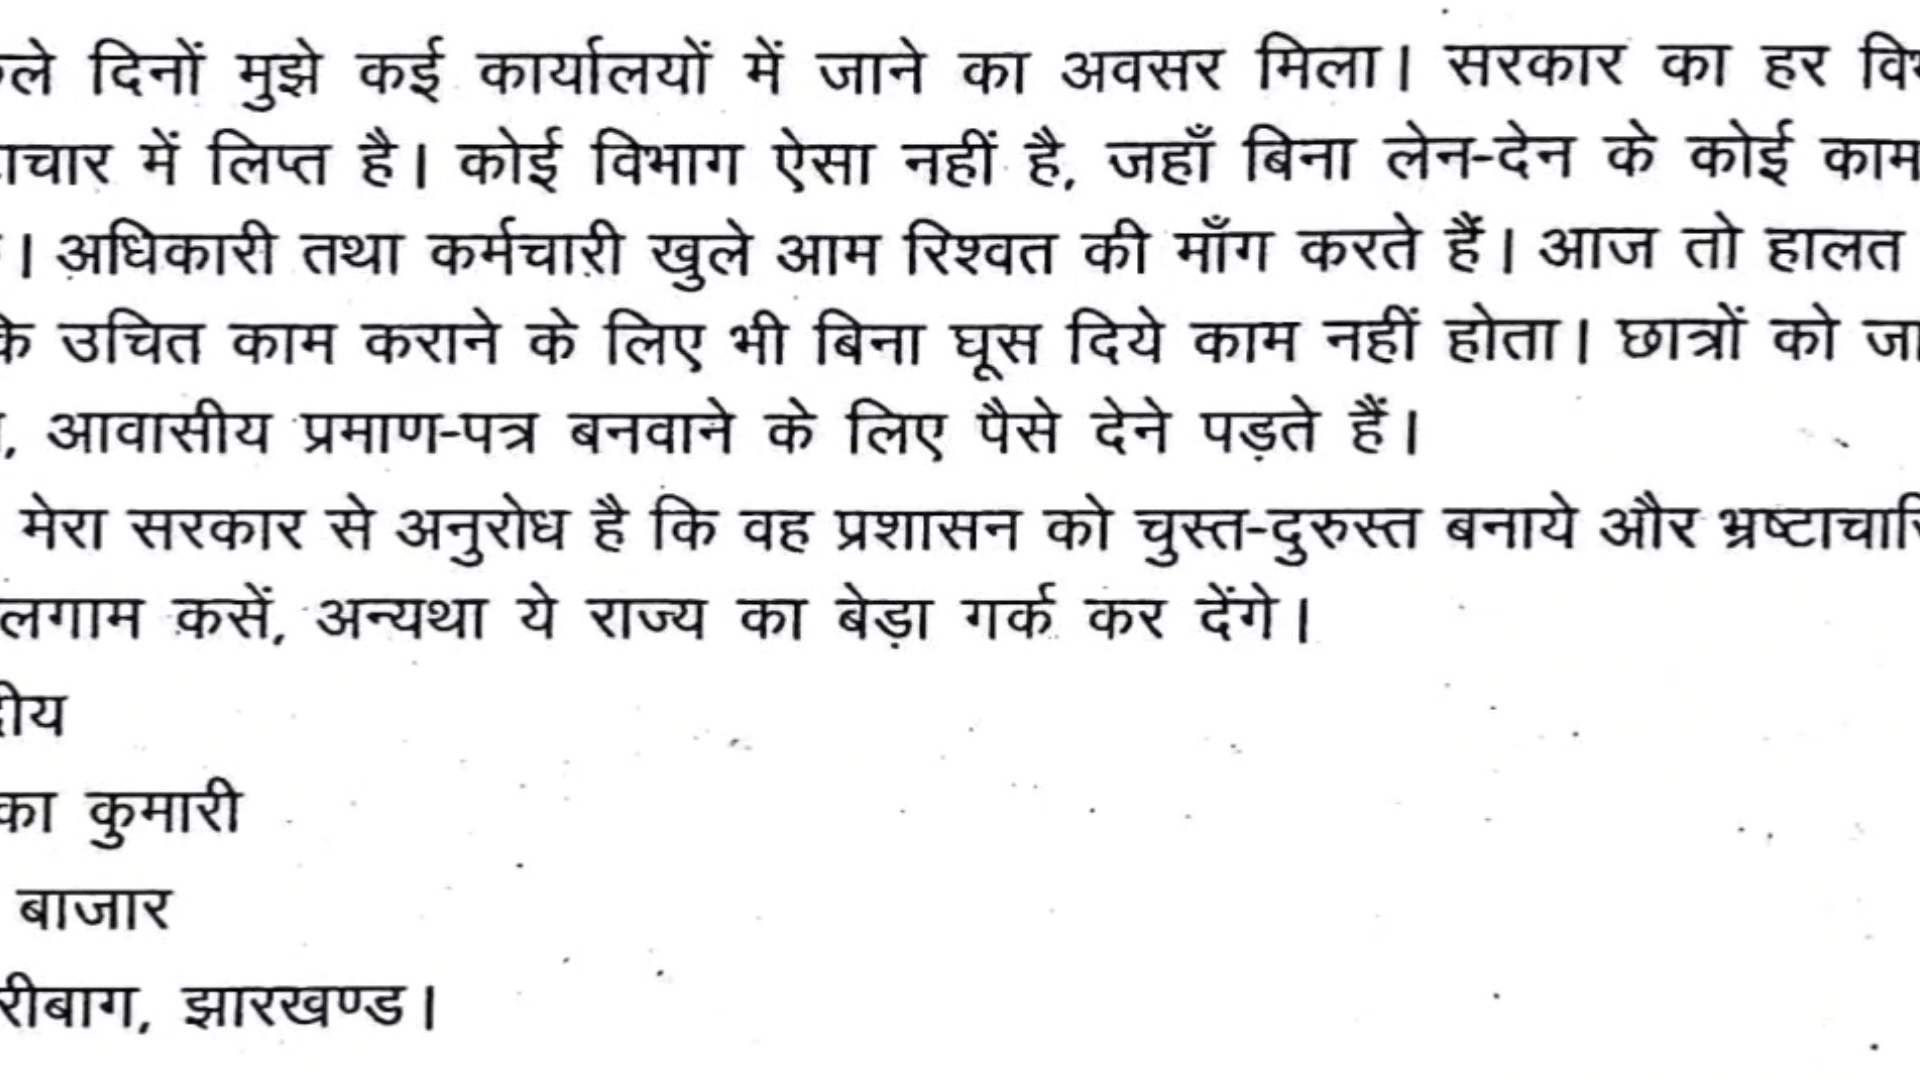 दिनों मुझे कई कार्यालयों में जाने का अवसर मिला। सरकार का हर
में लिप्त है। कोई विभाग ऐसा नहीं है, जहाँ बिना लेन-देन के कोई काम
। अधिकारी तथा कर्मचारी खुले आम रिश्वत की माँग करते हैं। आज तो हालत
कि उचित काम कराने के लिए भी बिना घूस दिये काम नहीं होता। छात्रों को
, आवासीय प्रमाण-पत्र बनवाने के लिए पैसे देने पड़ते हैं।
मेरा सरकार से अनुरोध है कि वह प्रशासन को चुस्त-दुरुस्त बनाये और
लगाम कसें, अन्यथा ये राज्य का बेड़ा गर्क कर देंगे।
कुमारी
बाजार
झारखण्ड।